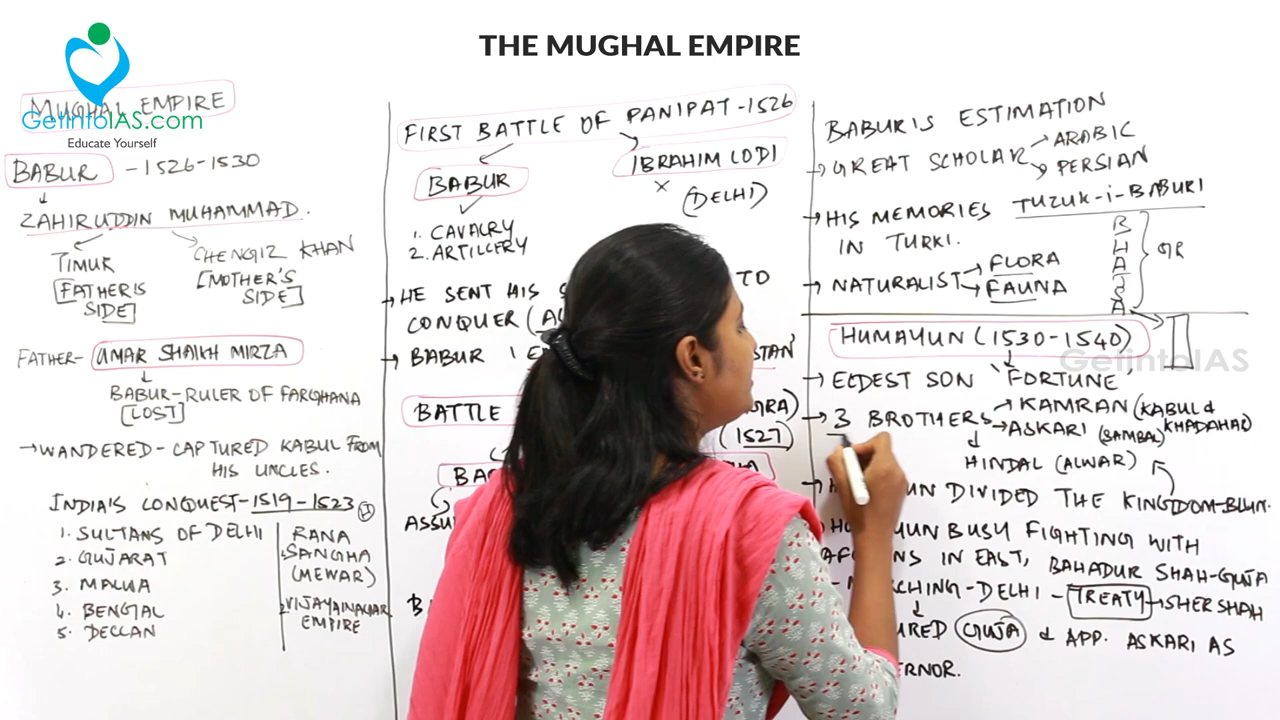 THE MUGHAL EMPIRE
GetintoIAS.com
Educate Yourself
MUGHAL EMPIRE
BABUR - 1526-1530
ZAHIRUDDIN MUHAMMAD.
TIMUR
[FATHER'S
SIDE]
CHENGIZ KHAN
[MOTHER'S
SIDE]
FATHER- UMAR SHAIKH MIRZA
BABUR-RULER OF FARGHANA
[LOST]
→WANDERED- CAPTURED KABUL FROM
HIS UNCLES.
INDIA'S CONQUEST-1519-1523
1. SULTANS OF DELHI
2. GUJARAT
3. MALWA
4. BENGAL
5. DECCAN
RANA
SANGHA
(MEWAR)
VIJAYAINAGAR
EMPIRE
FIRST BATTLE OF PANIPAT-1526
BABUR
IBRAHIM LODI
x (DELHI)
1. CAVALRY
2. ARTILLERY
→ HE SENT HIS TO
CONQUER
→ BABUR
BATTLE
(1527)
BABUR'S ESTIMATION
→ GREAT SCHOLAR
ARABIC
PERSIAN
→ HIS MEMORIES TUZUK-i-BABURI
IN TURKI.
→ NATURALIST
FLORA
FAUNA
HUMAYUN (1530-1540)
GetintoIAS
→ ELDEST SON 'FORTUNE'
→ 3 BROTHERS
→ KAMRAN (KABUL &
KHADAHAR)
→ ASKARI (SAMBAL)
HINDAL (ALWAR)
DIVIDED THE KINGDOM-BLUN.
BUSY FIGHTING WITH
IN EAST, BAHADUR SHAH-GUJA
-DELHI - TREATY → SHER SHAH
GUJA & APP. ASKARI AS